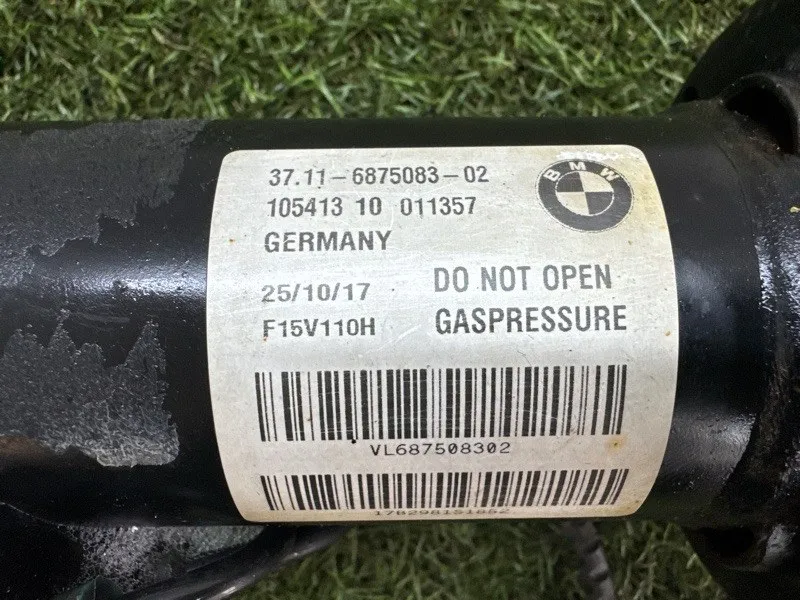 37.11-6875083-02
BMW
105413 10 011357
GERMANY
25/10/17 DO NOT OPEN
F15V110H GASPRESSURE
VL687508302